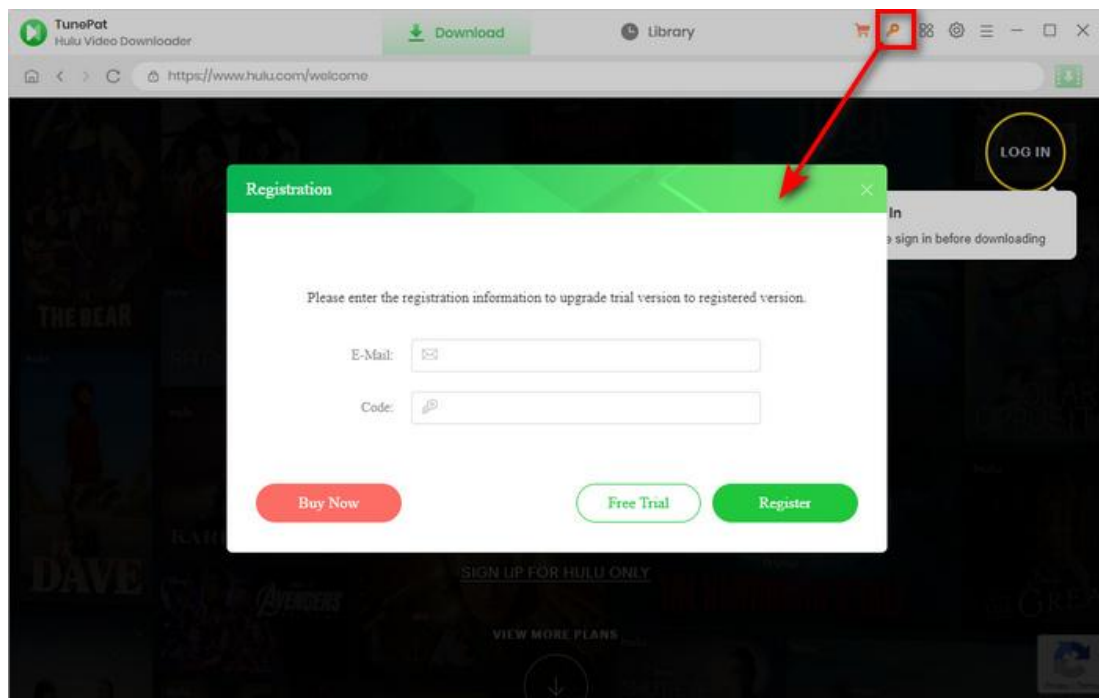 TunePat
Hulu Video Downloader
Download
Library
https://www.hulu.com/welcome
LOG IN
In
sign in before downloading
Registration
Please enter the registration information to upgrade trial version to registered version.
E-Mail:
Code:
Buy Now
Free Trial
Register
THE BEAR
DAVE
AVENGERS
SIGN UP FOR HULU ONLY
VIEW MORE PLANS